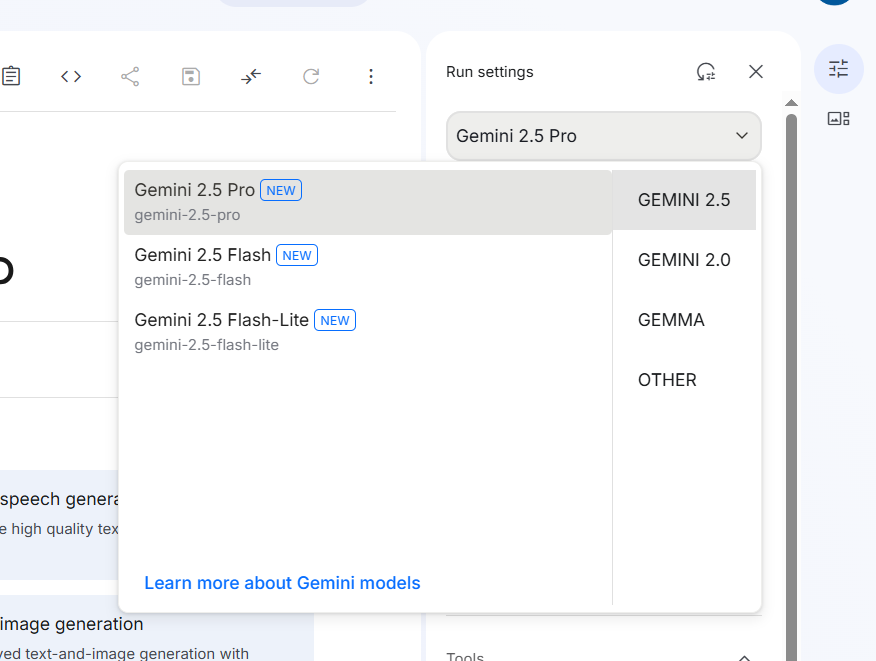 Run settings
Gemini 2.5 Pro
Gemini 2.5 Pro NEW
gemini-2.5-pro
Gemini 2.5 Flash NEW
gemini-2.5-flash
Gemini 2.5 Flash-Lite NEW
gemini-2.5-flash-lite
Learn more about Gemini models
GEMINI 2.5
GEMINI 2.0
GEMMA
OTHER
speech genera
e high quality tex
image generation
ved text-and-image generation with
Tools